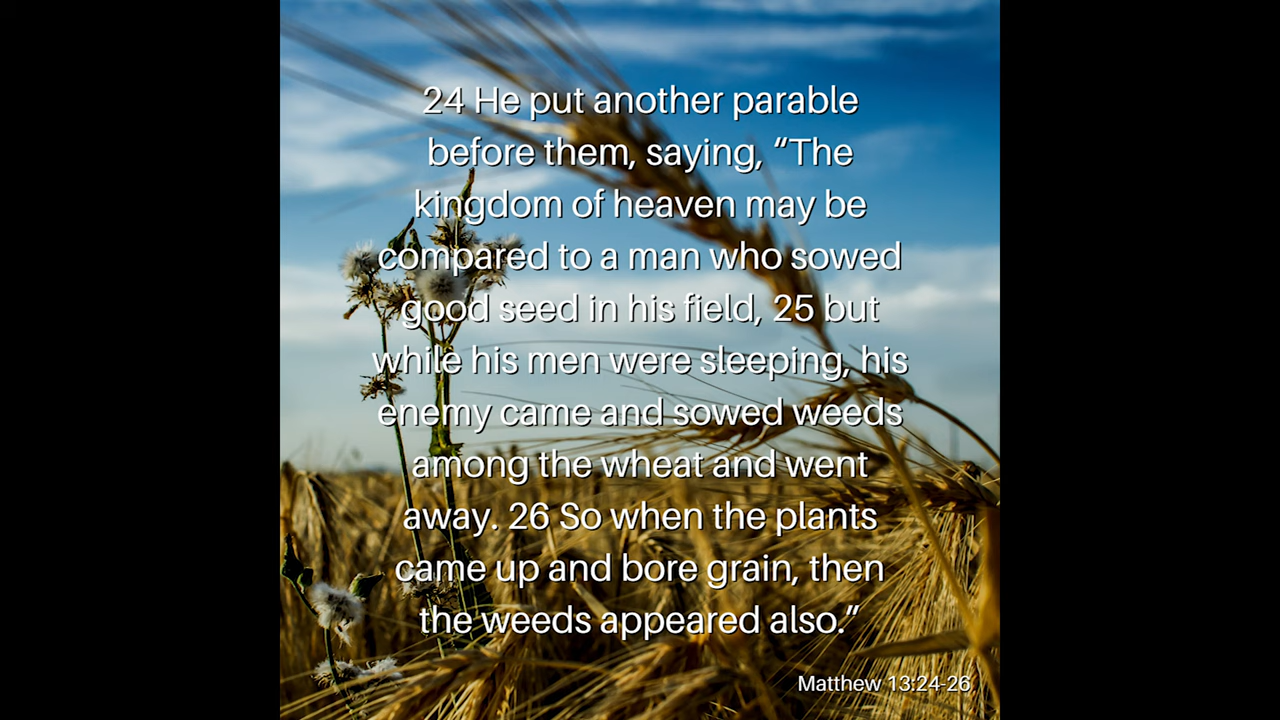 24 He put another parable
before them, saying, “The
kingdom of heaven may be
compared to a man who sowed
good seed in his field, 25 but
while his men were sleeping, his
enemy came and sowed weeds
among the wheat and went
away. 26 So when the plants
came up and bore grain, then
the weeds appeared also.”
Matthew 13:24-26